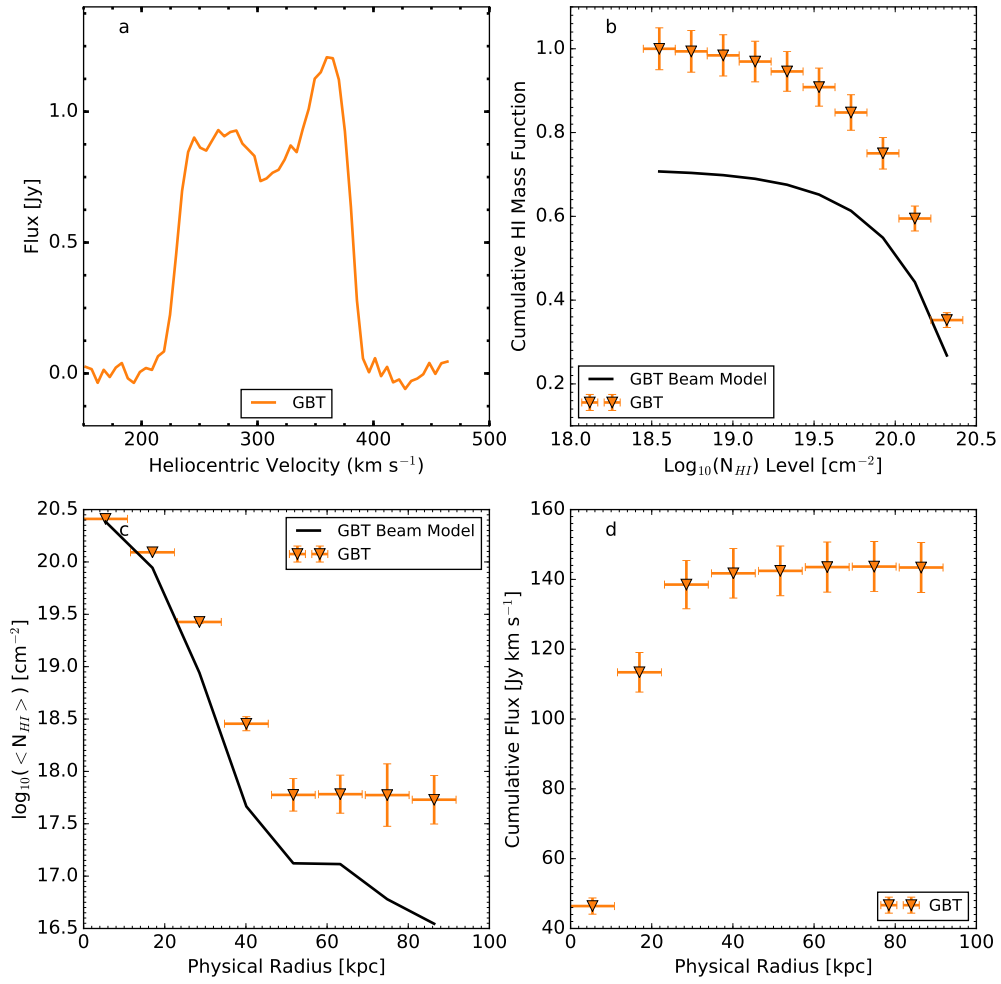 a
Flux [Jy]
1.0
0.5
0.0
GBT
200
300
400
500
Heliocentric Velocity (km s⁻¹)
b
Cumulative HI Mass Function
1.0
0.8
0.6
0.4
0.2
GBT Beam Model
GBT
18.0
18.5
19.0
19.5
20.0
20.5
Log₁₀(N_HI) Level [cm⁻²]
c
log₁₀(< N_HI >) [cm⁻²]
20.5
20.0
19.5
19.0
18.5
18.0
17.5
17.0
16.5
GBT Beam Model
GBT
0
20
40
60
80
100
Physical Radius [kpc]
d
Cumulative Flux [Jy km s⁻¹]
160
140
120
100
80
60
40
GBT
0
20
40
60
80
100
Physical Radius [kpc]